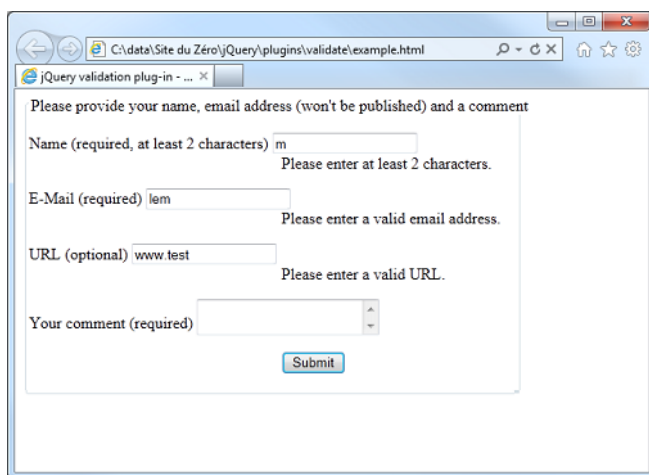 C:\data\Site du Zéro\jQuery\plugins\validate\example.html
jQuery validation plug-in - ...
Please provide your name, email address (won't be published) and a comment
Name (required, at least 2 characters) m
Please enter at least 2 characters.
E-Mail (required) lem
Please enter a valid email address.
URL (optional) www.test
Please enter a valid URL.
Your comment (required)
Submit